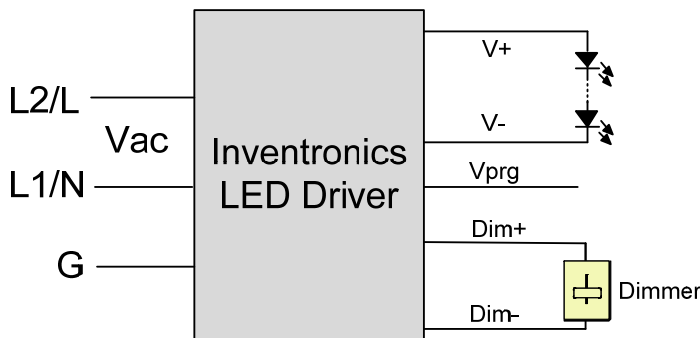 L2/L
Vac
L1/N
G
Inventronics
LED Driver
V+
V-
Vprg
Dim+
Dim-
Dimmer